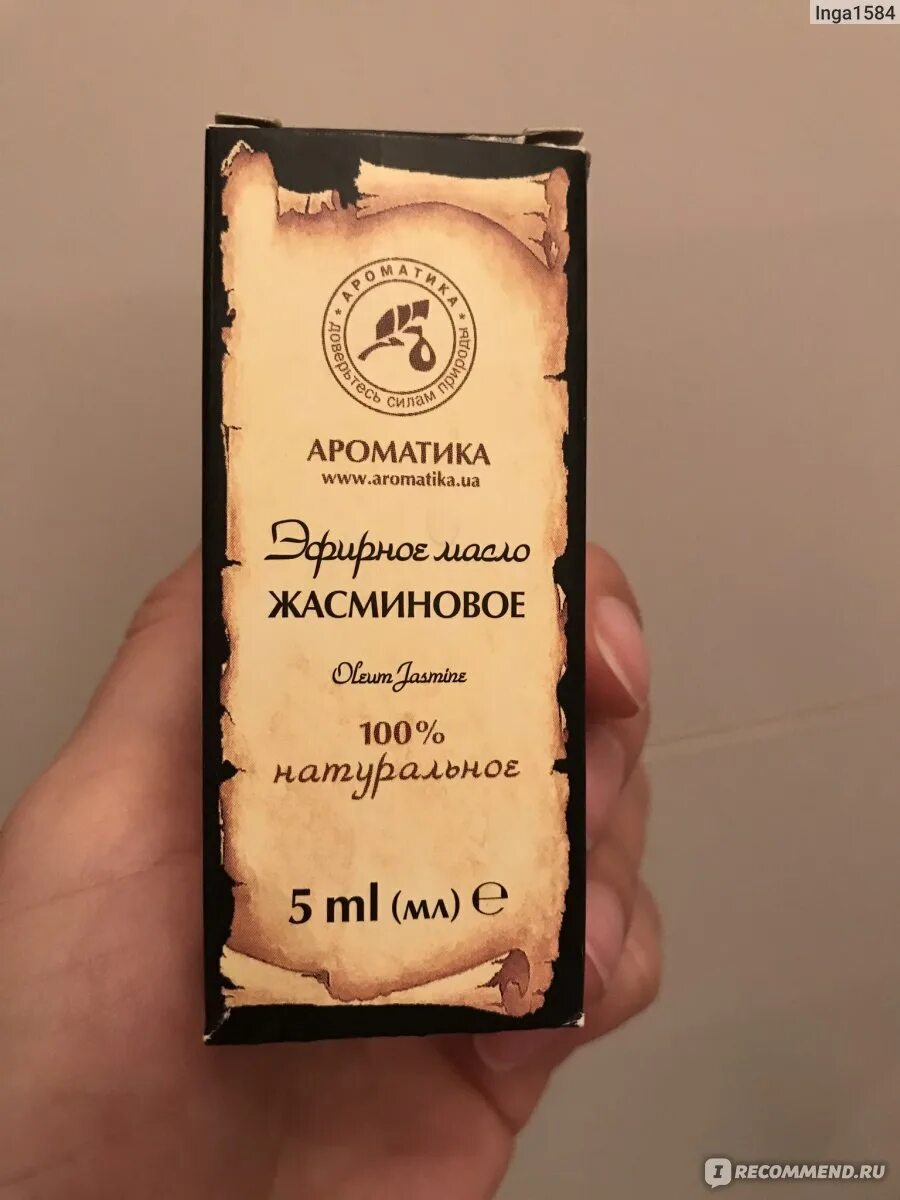 Inga1584
* АРОМАТИКА *
доверьтесь силам природы
АРОМАТИКА
www.aromatika.ua
Эфирное масло
ЖАСМИНОВОЕ
Oleum Jasmine
100%
натуральное
5 ml (мл) ℮
I RECOMMEND.RU